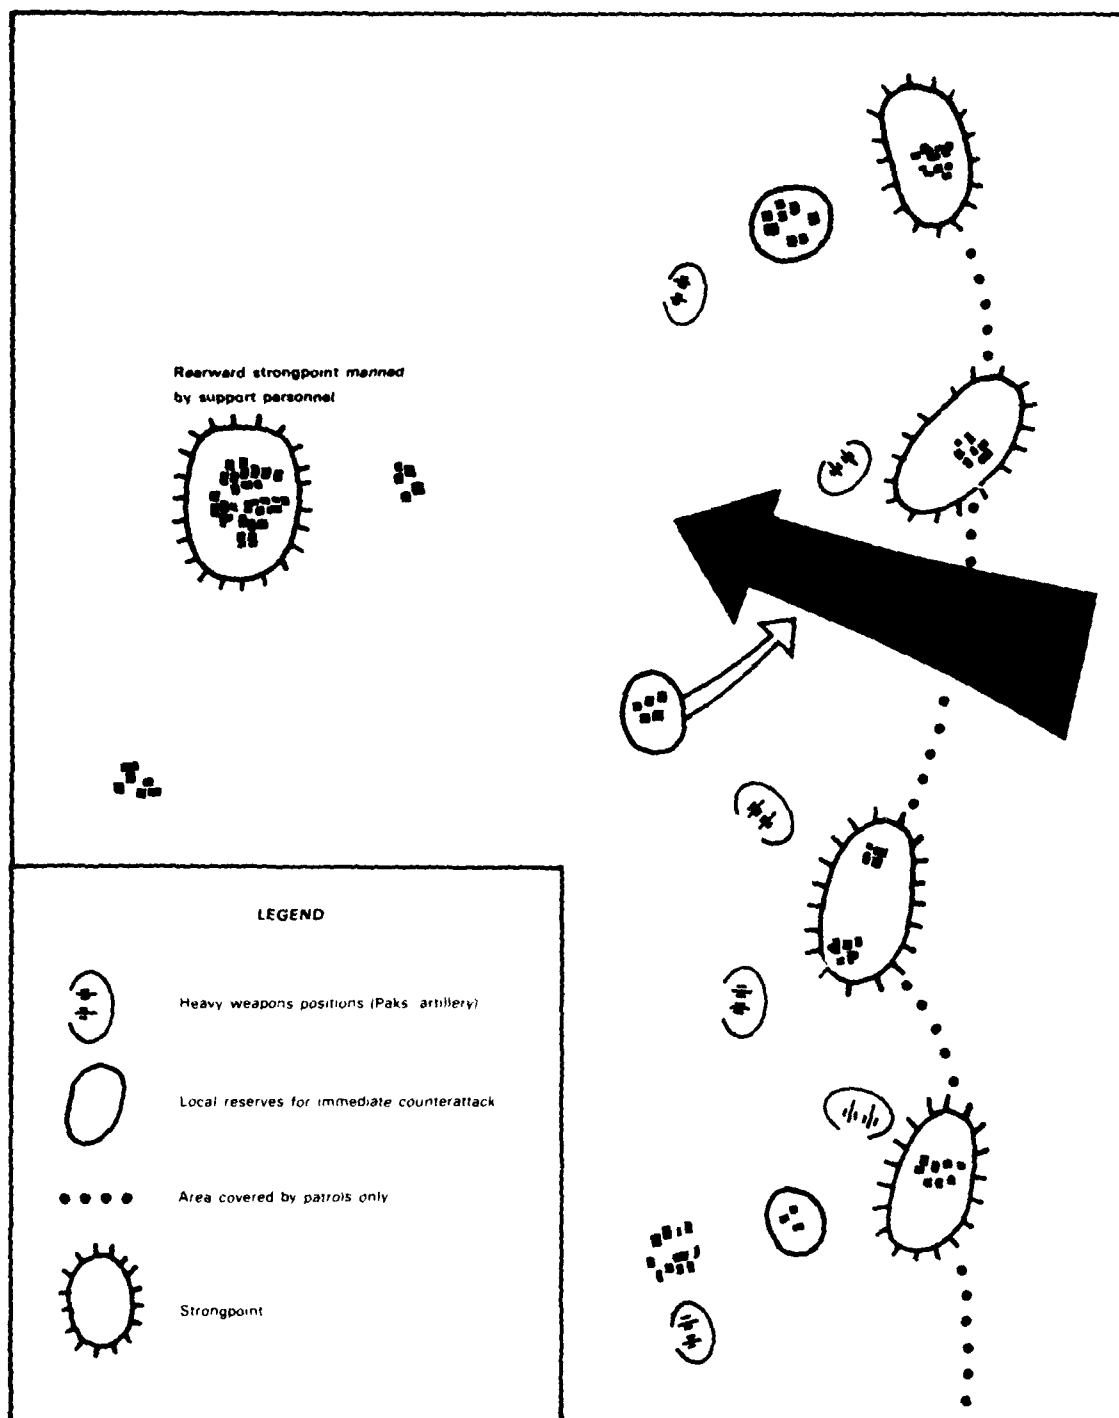 Rearward strongpoint manned
by support personnel
LEGEND
Heavy weapons positions (Paks artillery)
Local reserves for immediate counterattack
Area covered by patrols only
Strongpoint